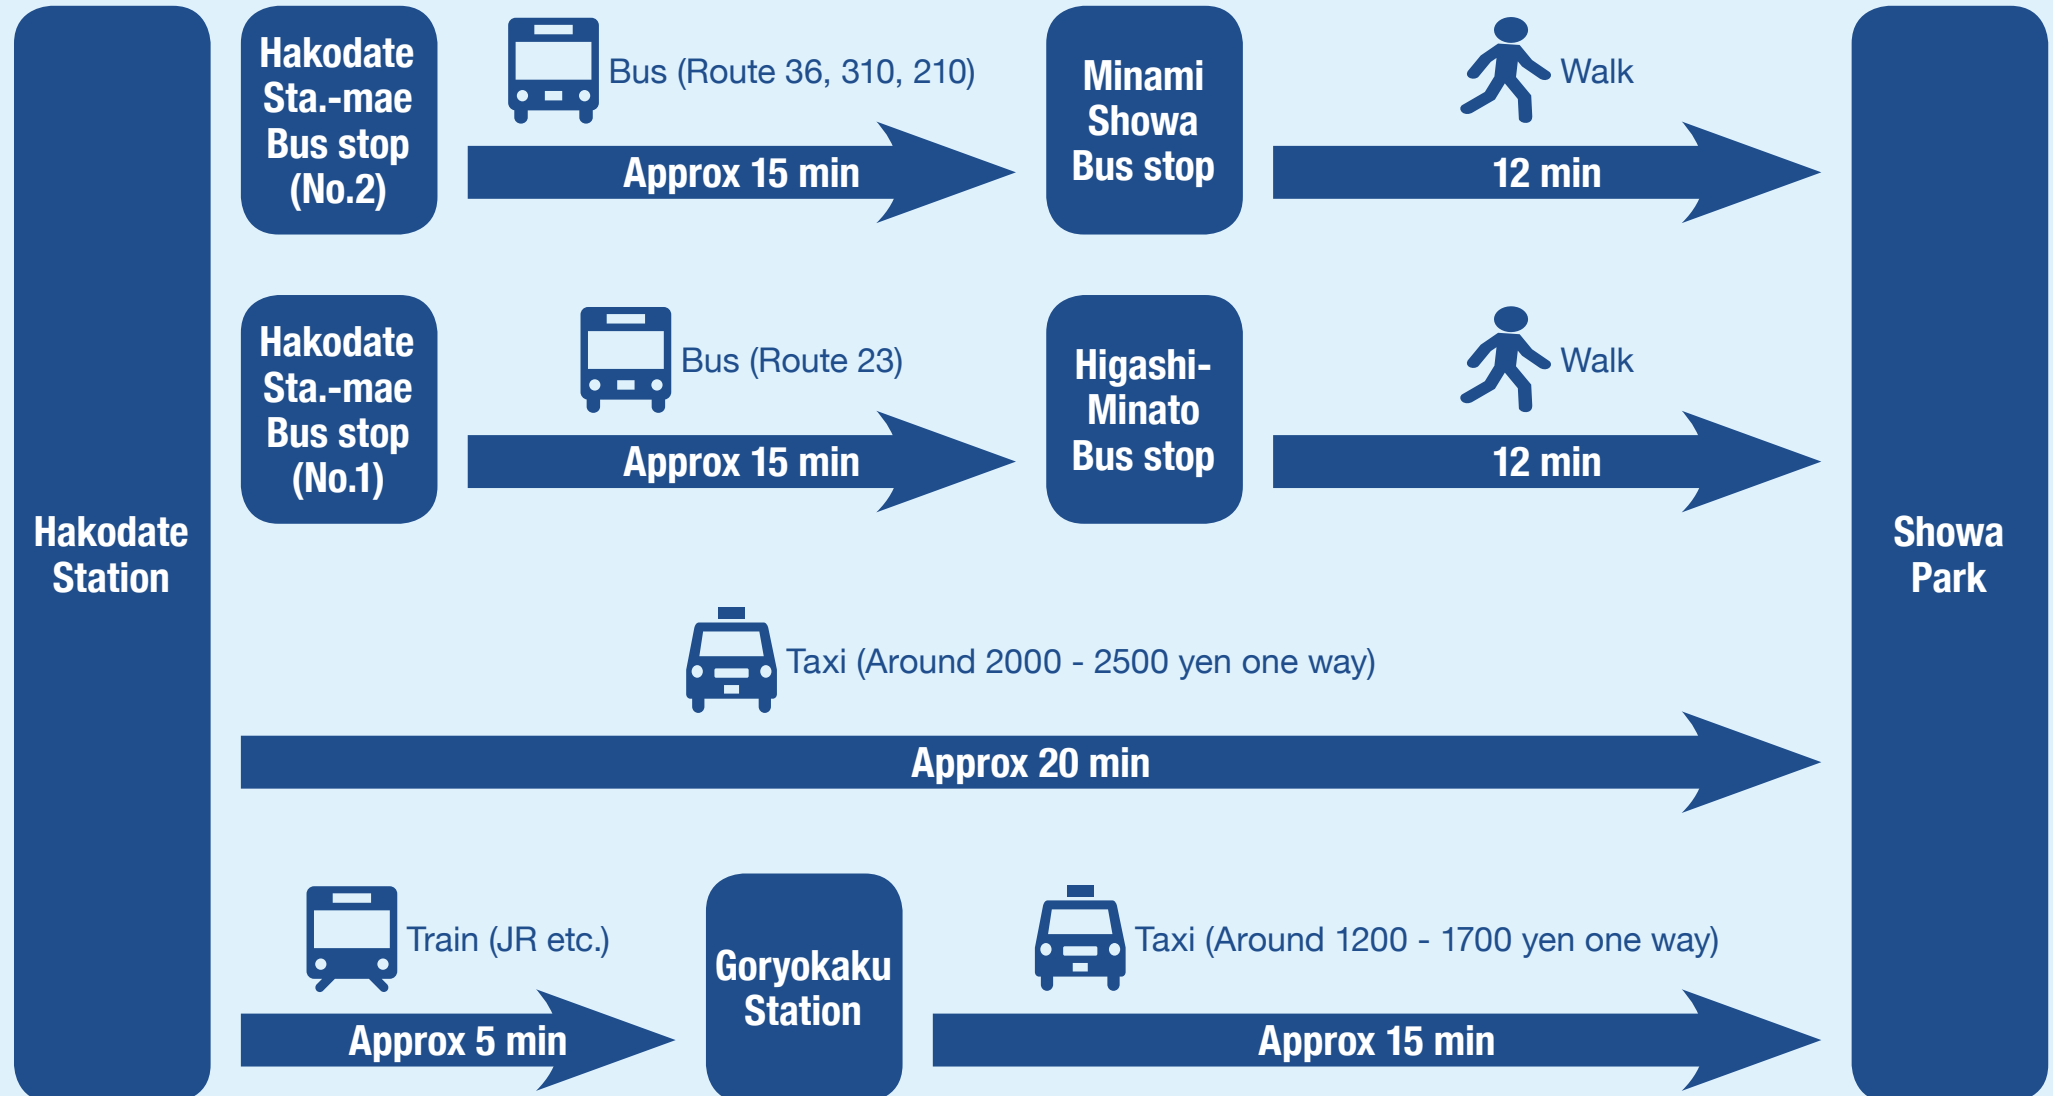 Hakodate
Station
Hakodate
Sta.-mae
Bus stop
(No.2)
Bus (Route 36, 310, 210)
Approx 15 min
Minami
Showa
Bus stop
Walk
12 min
Hakodate
Sta.-mae
Bus stop
(No.1)
Bus (Route 23)
Approx 15 min
Higashi-
Minato
Bus stop
Walk
12 min
Taxi (Around 2000 - 2500 yen one way)
Approx 20 min
Train (JR etc.)
Approx 5 min
Goryokaku
Station
Taxi (Around 1200 - 1700 yen one way)
Approx 15 min
Showa
Park